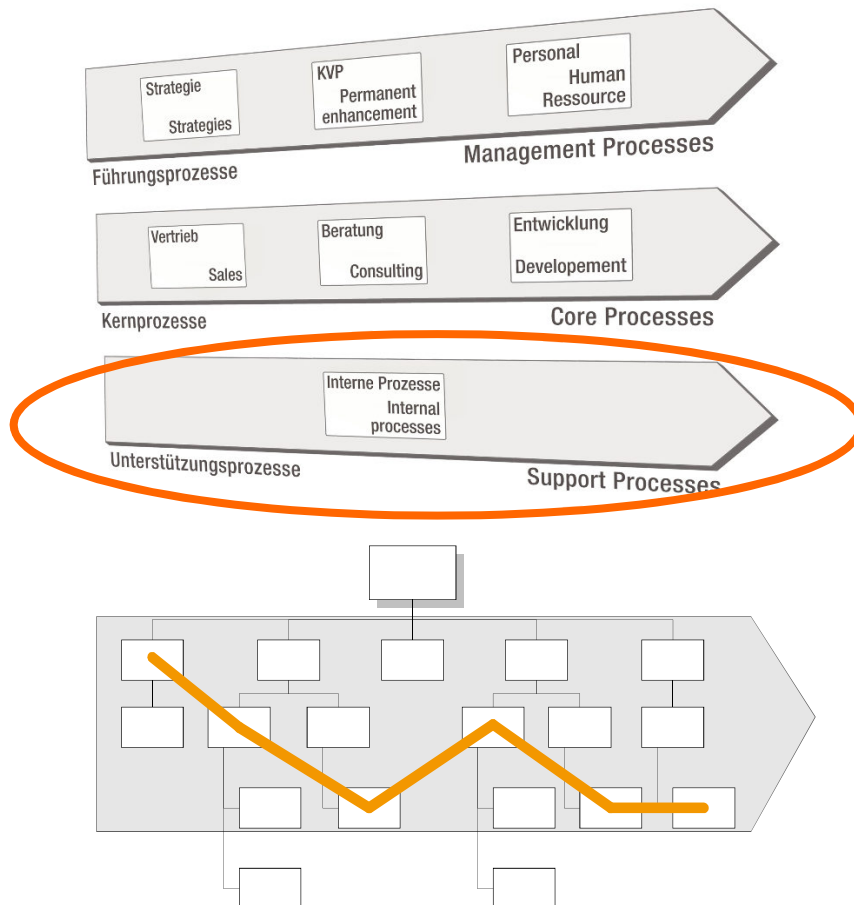 Strategie
Strategies
KVP
Permanent
enhancement
Personal
Human
Ressource
Führungsprozesse
Management Processes
Vertrieb
Sales
Beratung
Consulting
Entwicklung
Developement
Kernprozesse
Core Processes
Interne Prozesse
Internal
processes
Unterstützungsprozesse
Support Processes